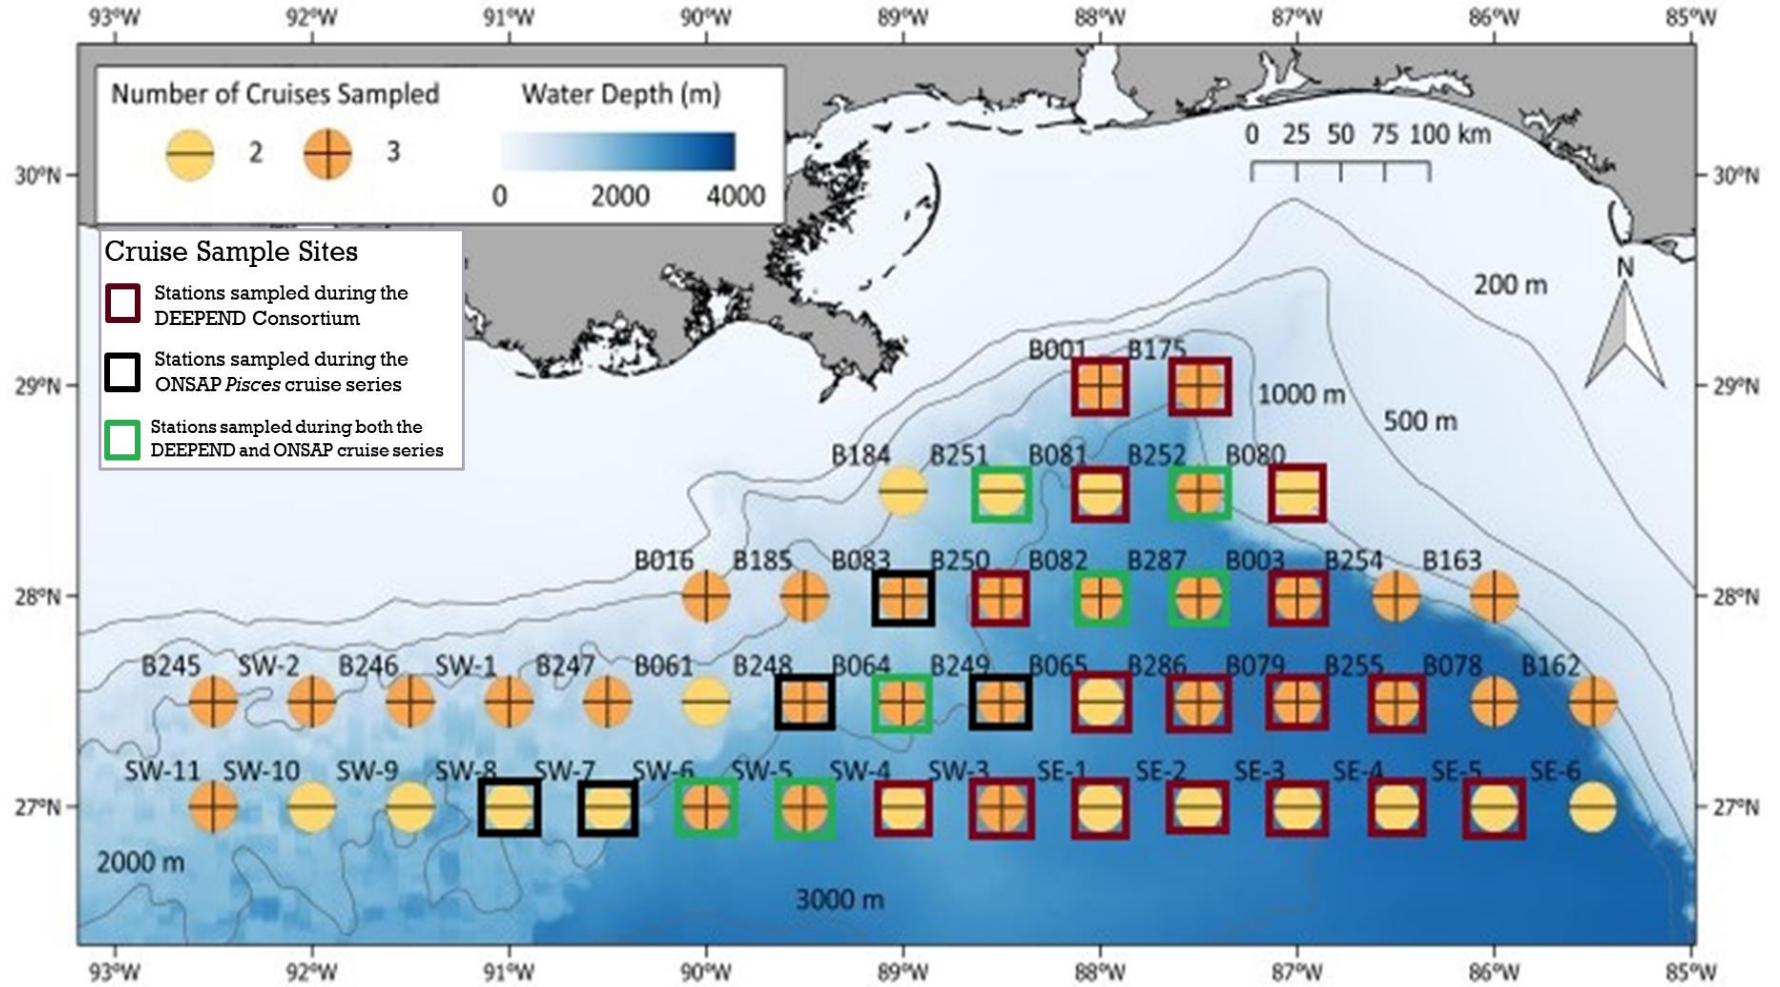 93°W 92°W 91°W 90°W 89°W 88°W 87°W 86°W 85°W
Number of Cruises Sampled
2 3
Water Depth (m)
0 2000 4000
0 25 50 75 100 km
30°N 30°N
Cruise Sample Sites
Stations sampled during the
DEEPEND Consortium
Stations sampled during the
ONSAP Pisces cruise series
Stations sampled during both the
DEEPEND and ONSAP cruise series
N
200 m
B001 B175
29°N 1000 m 29°N
500 m
B184 B251 B081 B252 B080
B016 B185 B083 B250 B082 B287 B003 B254 B163
28°N 28°N
B245 SW-2 B246 SW-1 B247 B061 B248 B064 B249 B065 B286 B079 B255 B078 B162
SW-11 SW-10 SW-9 SW-8 SW-7 SW-6 SW-5 SW-4 SW-3 SE-1 SE-2 SE-3 SE-4 SE-5 SE-6
27°N 27°N
2000 m
3000 m
93°W 92°W 91°W 90°W 89°W 88°W 87°W 86°W 85°W